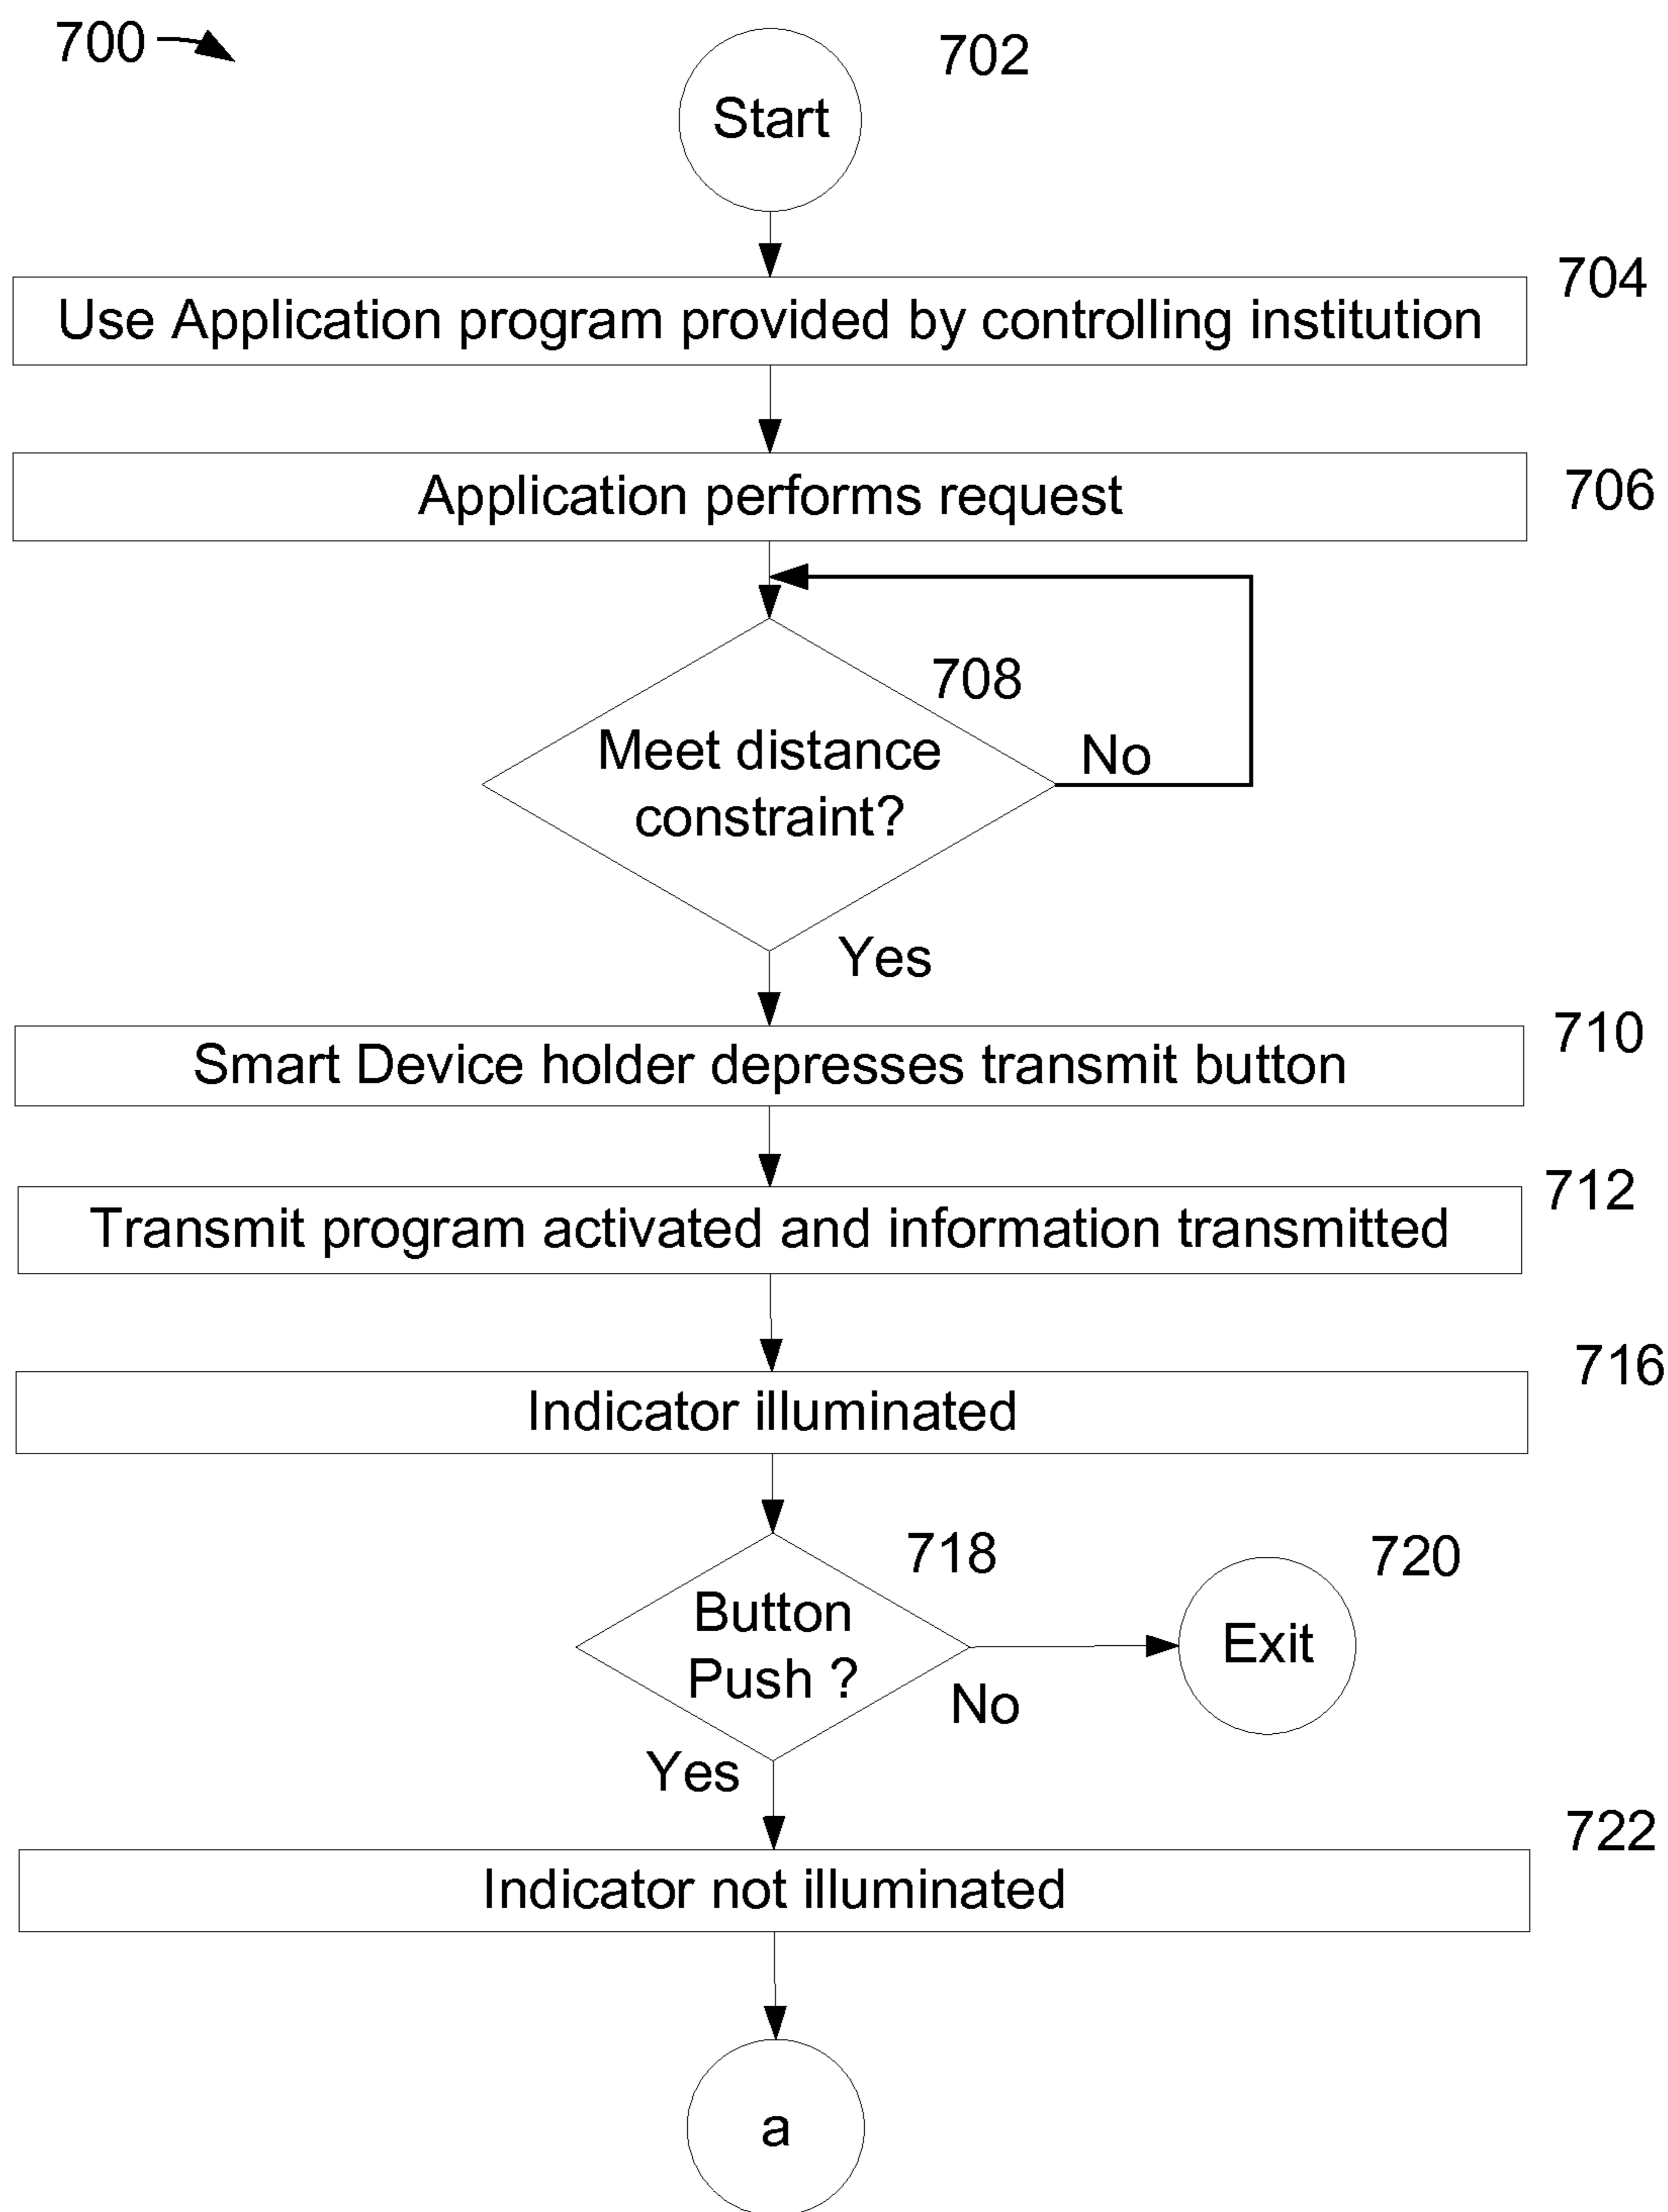 700
702
Start
704
Use Application program provided by controlling institution
706
Application performs request
708
Meet distance
constraint?
No
Yes
710
Smart Device holder depresses transmit button
712
Transmit program activated and information transmitted
716
Indicator illuminated
718
720
Button
Push ?
Exit
No
Yes
722
Indicator not illuminated
a